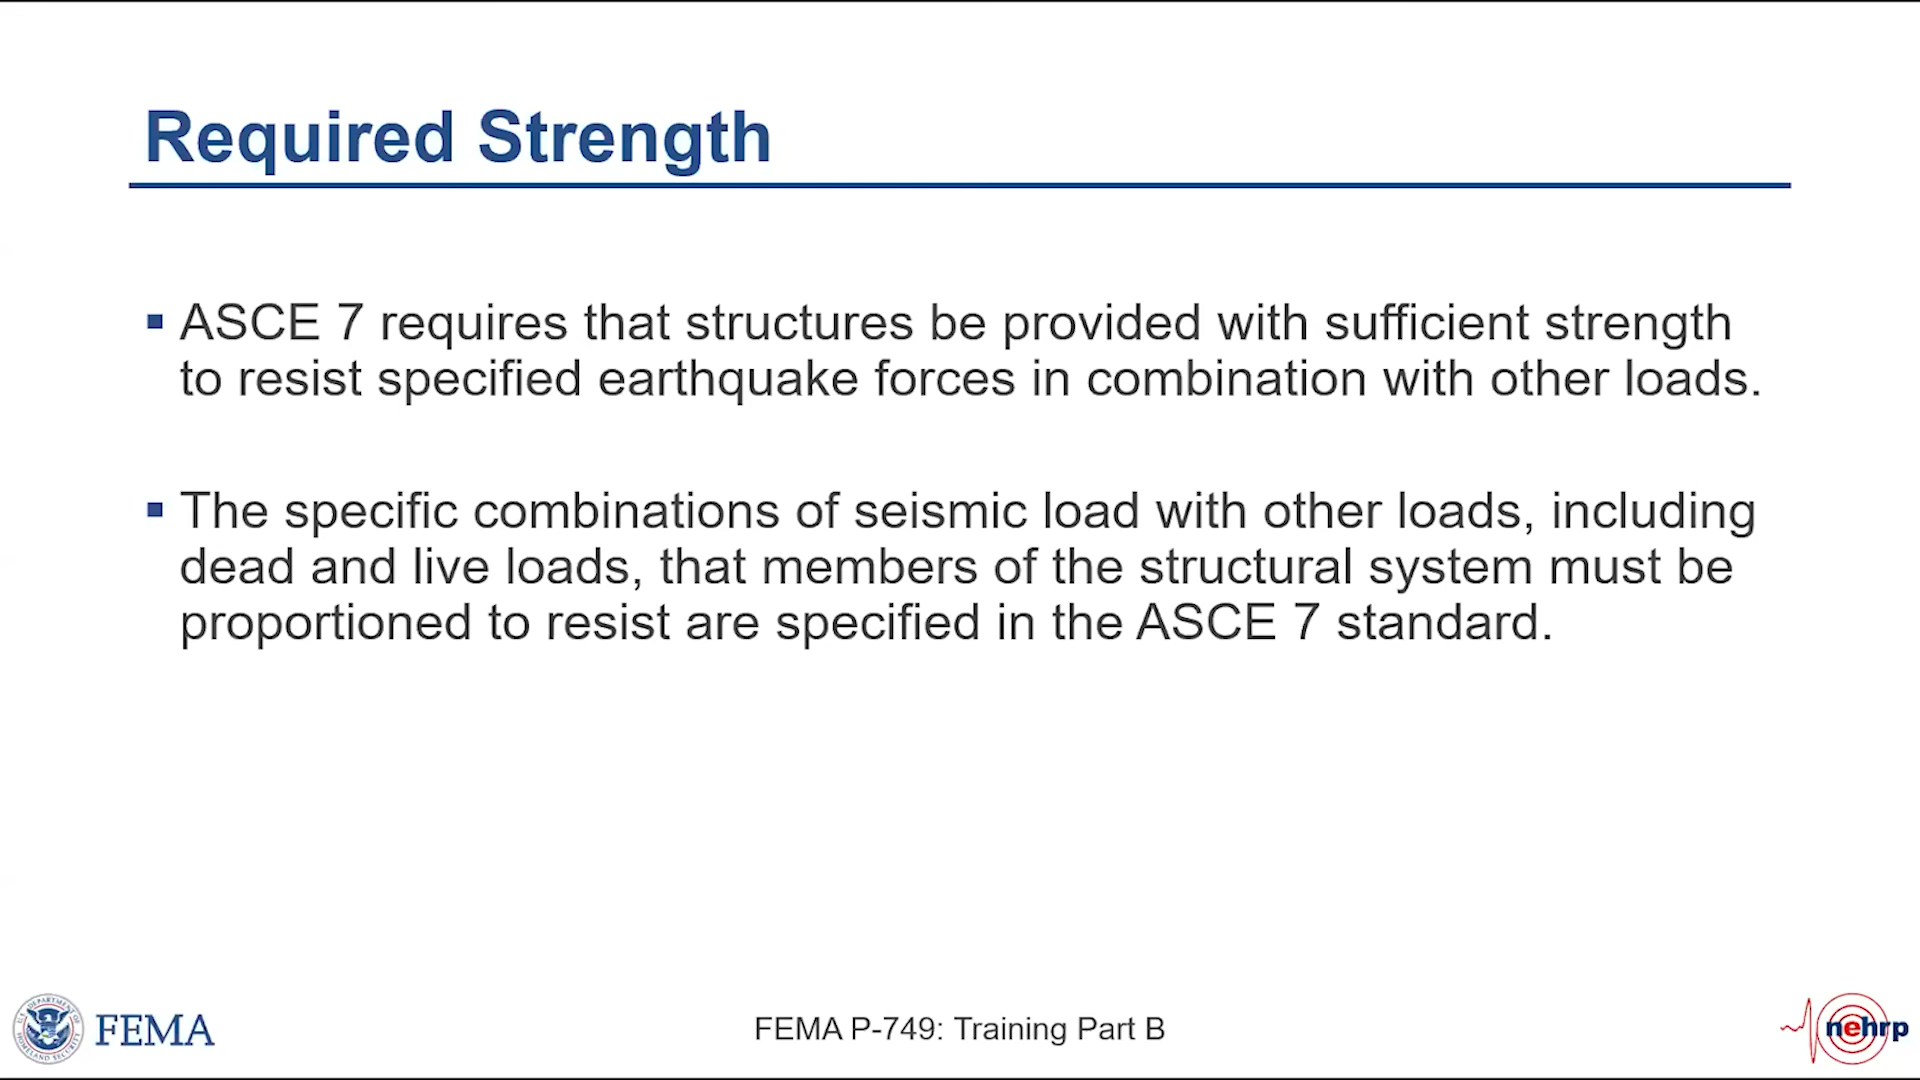 Required Strength
▪ ASCE 7 requires that structures be provided with sufficient strength
to resist specified earthquake forces in combination with other loads.
▪ The specific combinations of seismic load with other loads, including
dead and live loads, that members of the structural system must be
proportioned to resist are specified in the ASCE 7 standard.
FEMA
FEMA P-749: Training Part B
nehrp